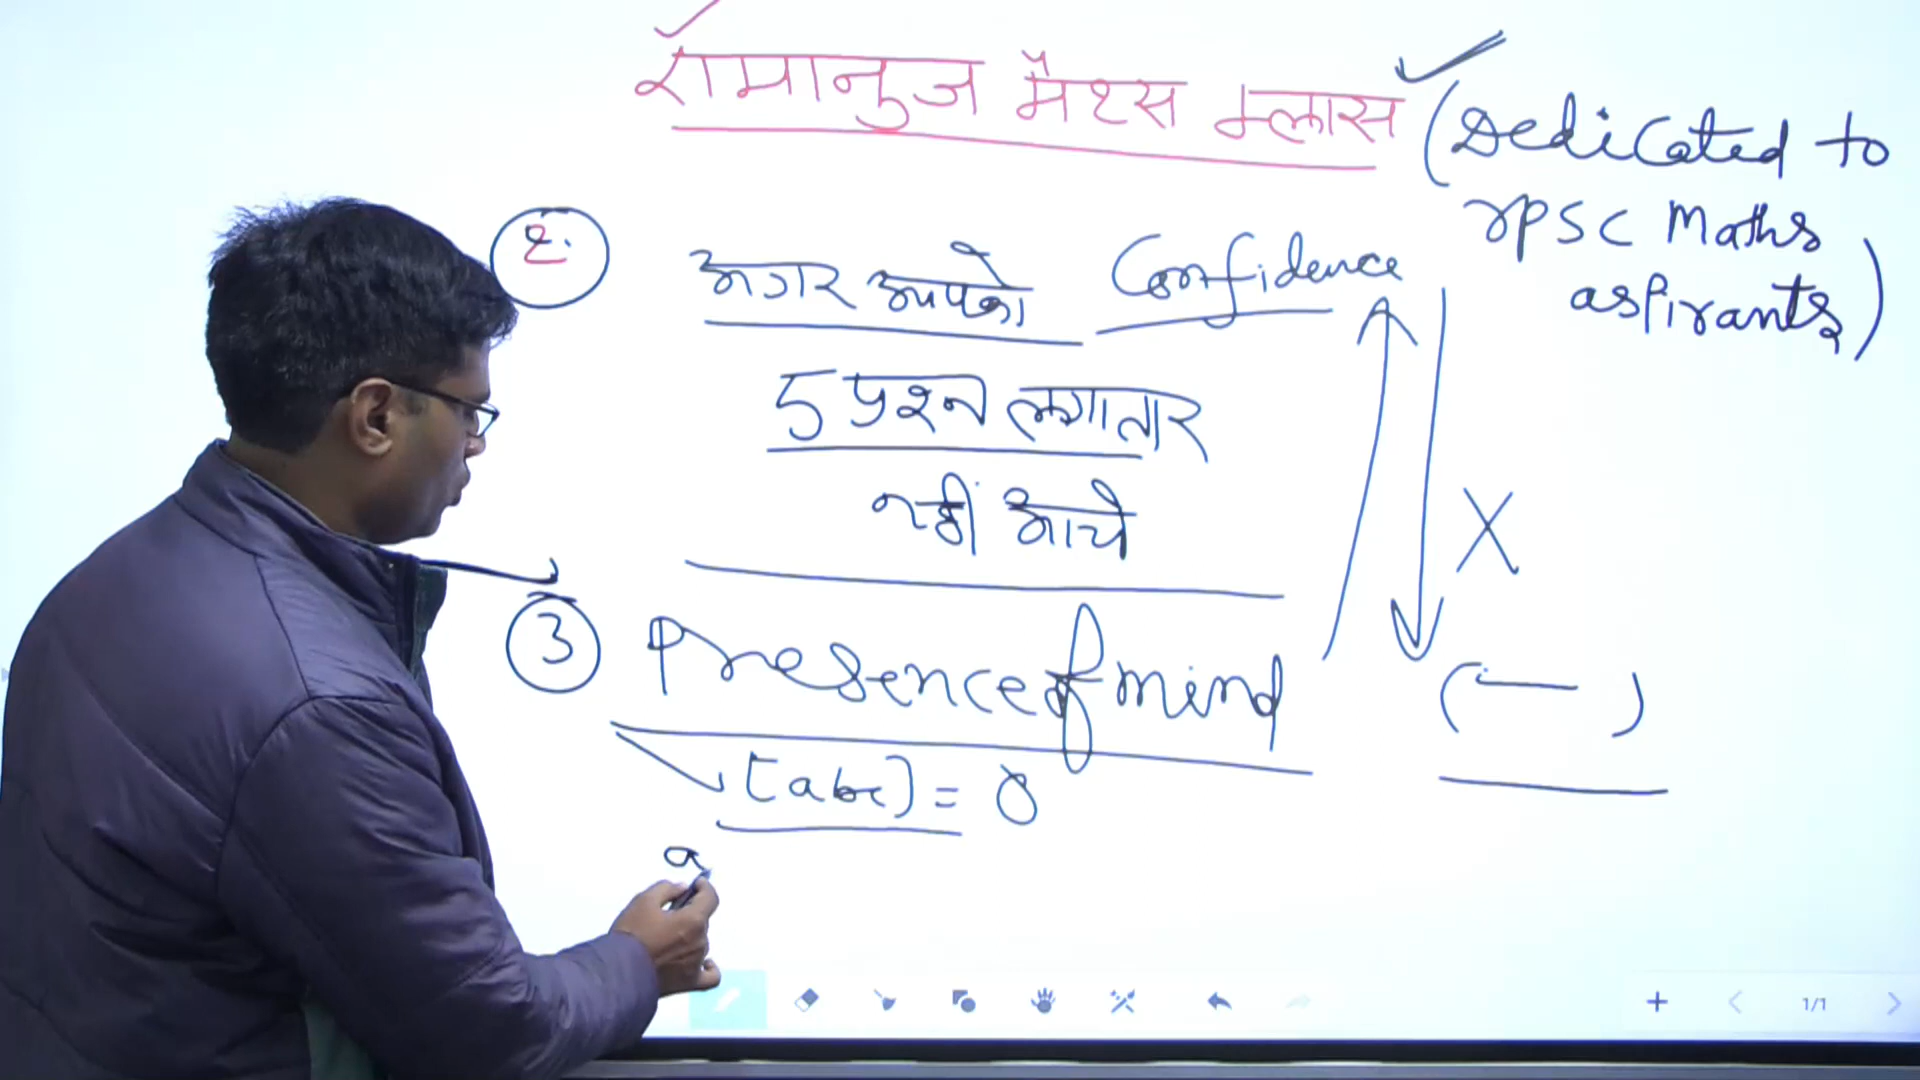 रामानुज मैथ्स क्लास
(Dedicated to
rpsc Maths
aspirants)
2. अगर आपको Confidence
5 प्रश्न लगातार
नहीं आये
X
3 Presence of mind
(—)
[abc] = 0
a
1/1